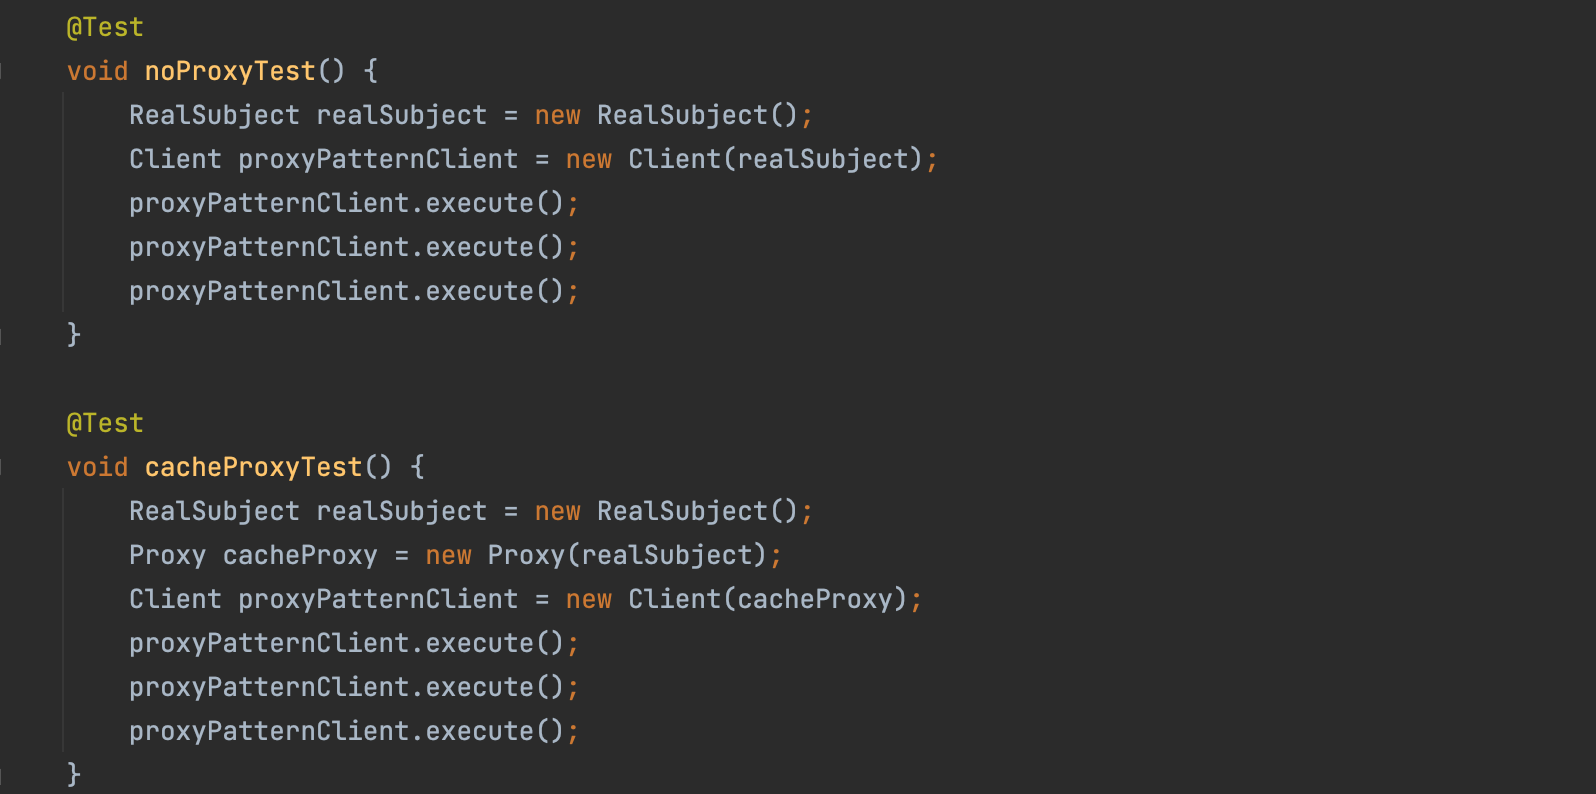 @Test
void noProxyTest() {
RealSubject realSubject = new RealSubject();
Client proxyPatternClient = new Client(realSubject);
proxyPatternClient.execute();
proxyPatternClient.execute();
proxyPatternClient.execute();
}
@Test
void cacheProxyTest() {
RealSubject realSubject = new RealSubject();
Proxy cacheProxy = new Proxy(realSubject);
Client proxyPatternClient = new Client(cacheProxy);
proxyPatternClient.execute();
proxyPatternClient.execute();
proxyPatternClient.execute();
}